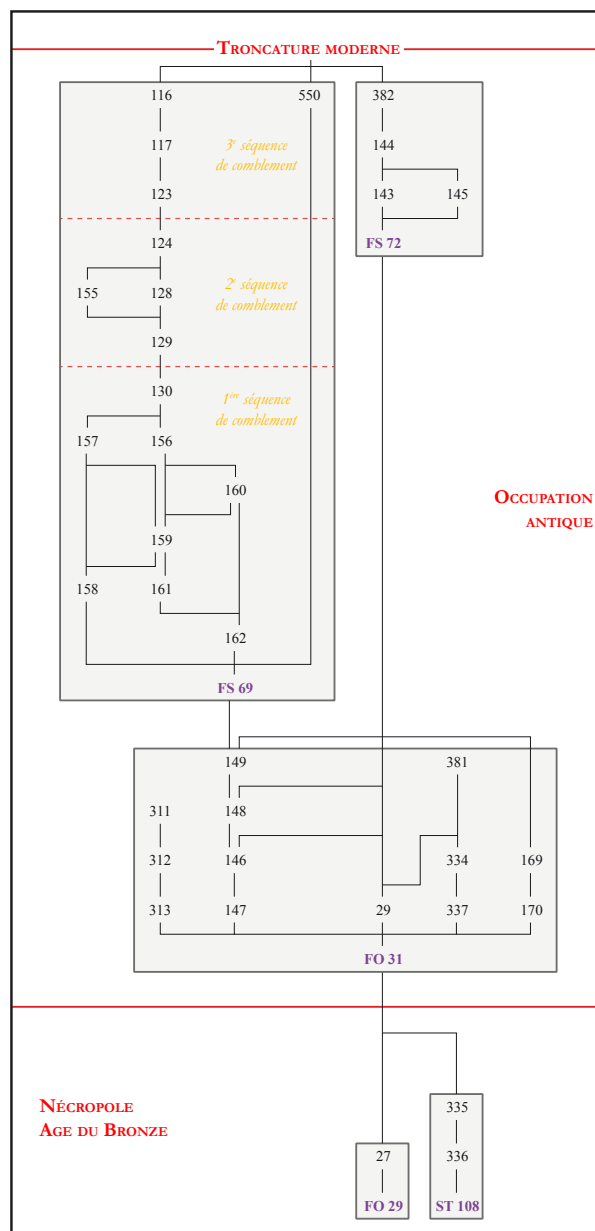 TRONCATURE MODERNE
116 550 382
117 3e séquence 144
de comblement
123 143 145
124 FS 72
155 128 2e séquence
de comblement
129
130
1ère séquence
de comblement
157 156
160
OCCUPATION
ANTIQUE
159
158 161
162
FS 69
149 381
311 148
312 146 334 169
313 147 29 337 170
FO 31
NÉCROPOLE
AGE DU BRONZE
335
27 336
FO 29 ST 108